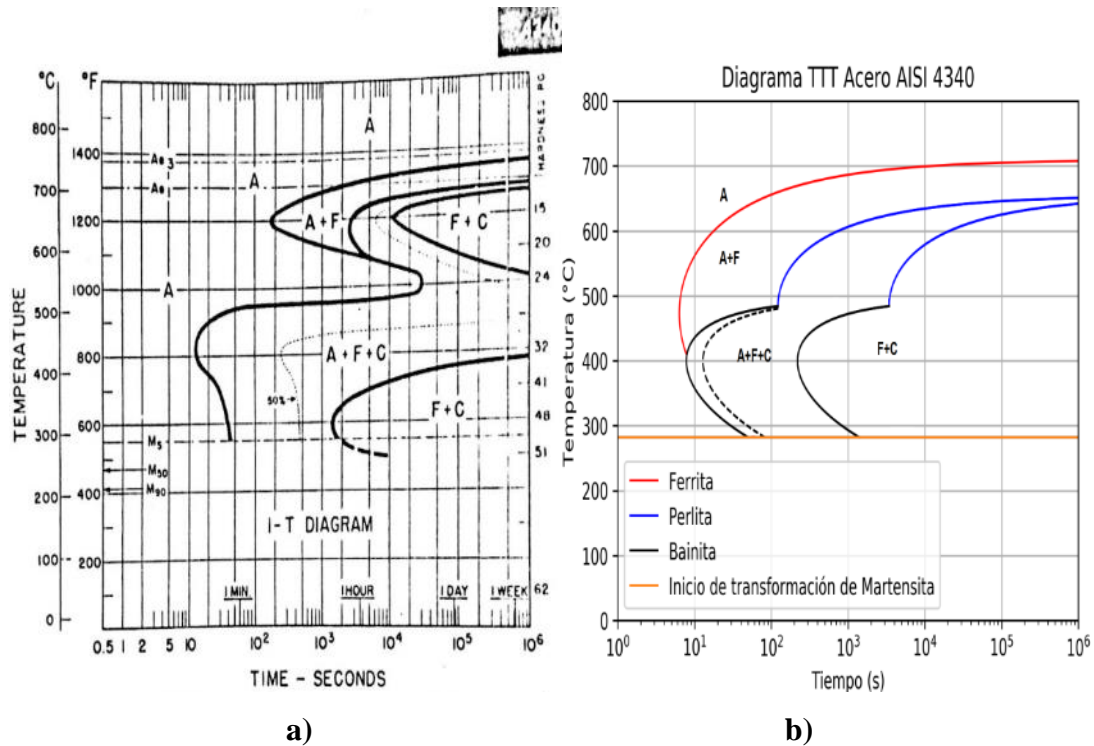 °C
°F
800
700
600
500
400
300
200
100
0
1400
1200
1000
800
600
400
200
TEMPERATURE
Ae3
Ae1
MS
M50
M90
A
A
A
A+F
F+C
A+F+C
F+C
50%
I-T DIAGRAM
1 MIN
1 HOUR
1 DAY
1 WEEK
HARDNESS RC
15
20
24
32
41
48
51
62
0.5 1 2 5 10 10² 10³ 10⁴ 10⁵ 10⁶
TIME - SECONDS
a)
Diagrama TTT Acero AISI 4340
Temperatura (°C)
800
700
600
500
400
300
200
100
0
A
A+F
A+F+C
F+C
Ferrita
Perlita
Bainita
Inicio de transformación de Martensita
10⁰ 10¹ 10² 10³ 10⁴ 10⁵ 10⁶
Tiempo (s)
b)